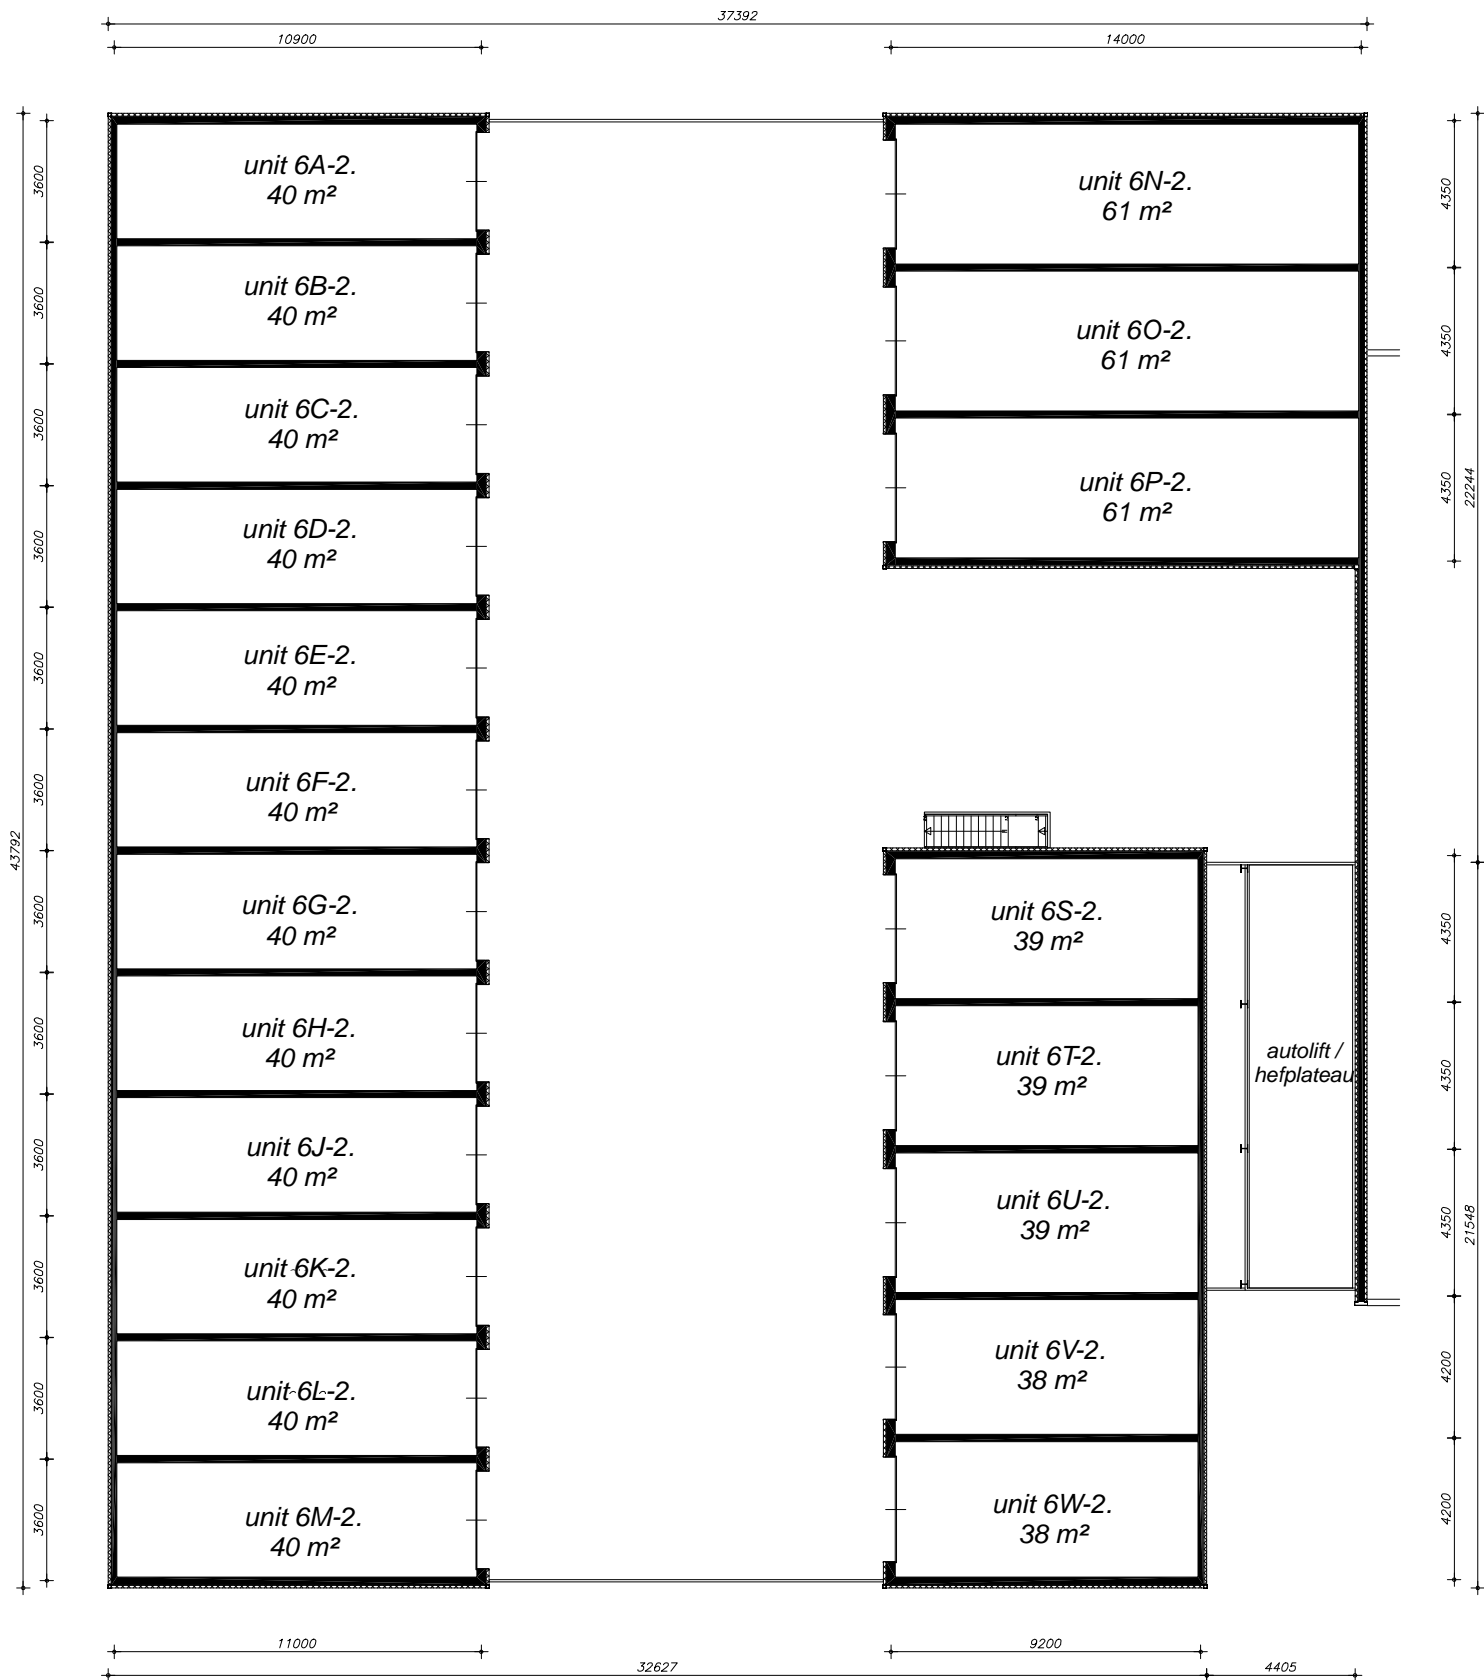 37392
10900
14000
3600
3600
3600
3600
3600
3600
3600
3600
3600
3600
3600
3600
43792
unit 6A-2.
40 m²
unit 6B-2.
40 m²
unit 6C-2.
40 m²
unit 6D-2.
40 m²
unit 6E-2.
40 m²
unit 6F-2.
40 m²
unit 6G-2.
40 m²
unit 6H-2.
40 m²
unit 6J-2.
40 m²
unit 6K-2.
40 m²
unit 6L-2.
40 m²
unit 6M-2.
40 m²
unit 6N-2.
61 m²
unit 6O-2.
61 m²
unit 6P-2.
61 m²
unit 6S-2.
39 m²
unit 6T-2.
39 m²
unit 6U-2.
39 m²
unit 6V-2.
38 m²
unit 6W-2.
38 m²
autolift /
hefplateau
4350
4350
4350
22244
4350
4350
4350
21548
4200
4200
11000
9200
32627
4405